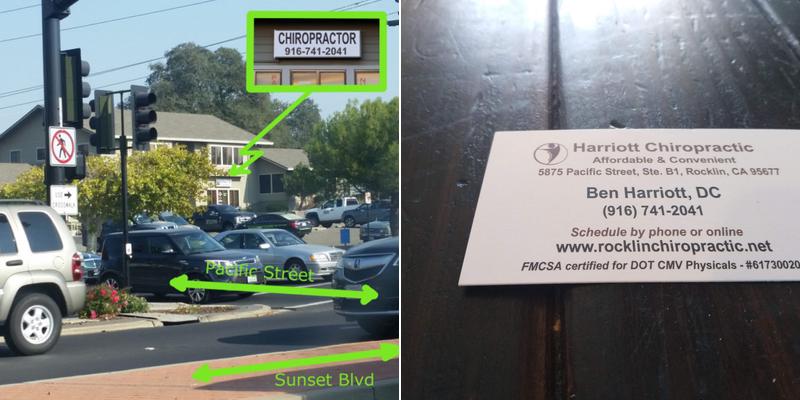 CHIROPRACTOR
916-741-2041
USE
CROSSWALK
Pacific Street
Sunset Blvd
Harriott Chiropractic
Affordable & Convenient
5875 Pacific Street, Ste. B1, Rocklin, CA 95677
Ben Harriott, DC
(916) 741-2041
Schedule by phone or online
www.rocklinchiropractic.net
FMCSA certified for DOT CMV Physicals - #61730020